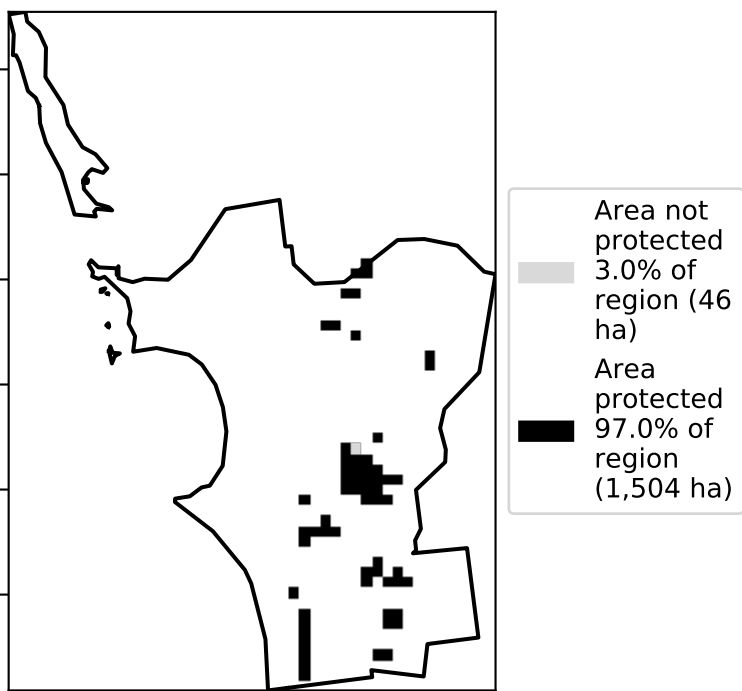 Area not
protected
3.0% of
region (46
ha)
Area
protected
97.0% of
region
(1,504 ha)